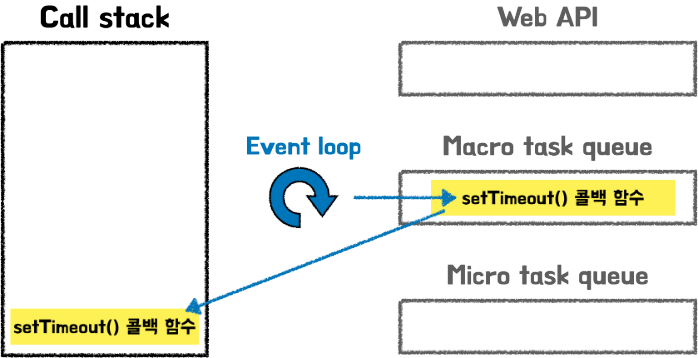 Call stack
Web API
Event loop
Macro task queue
setTimeout() 콜백 함수
Micro task queue
setTimeout() 콜백 함수